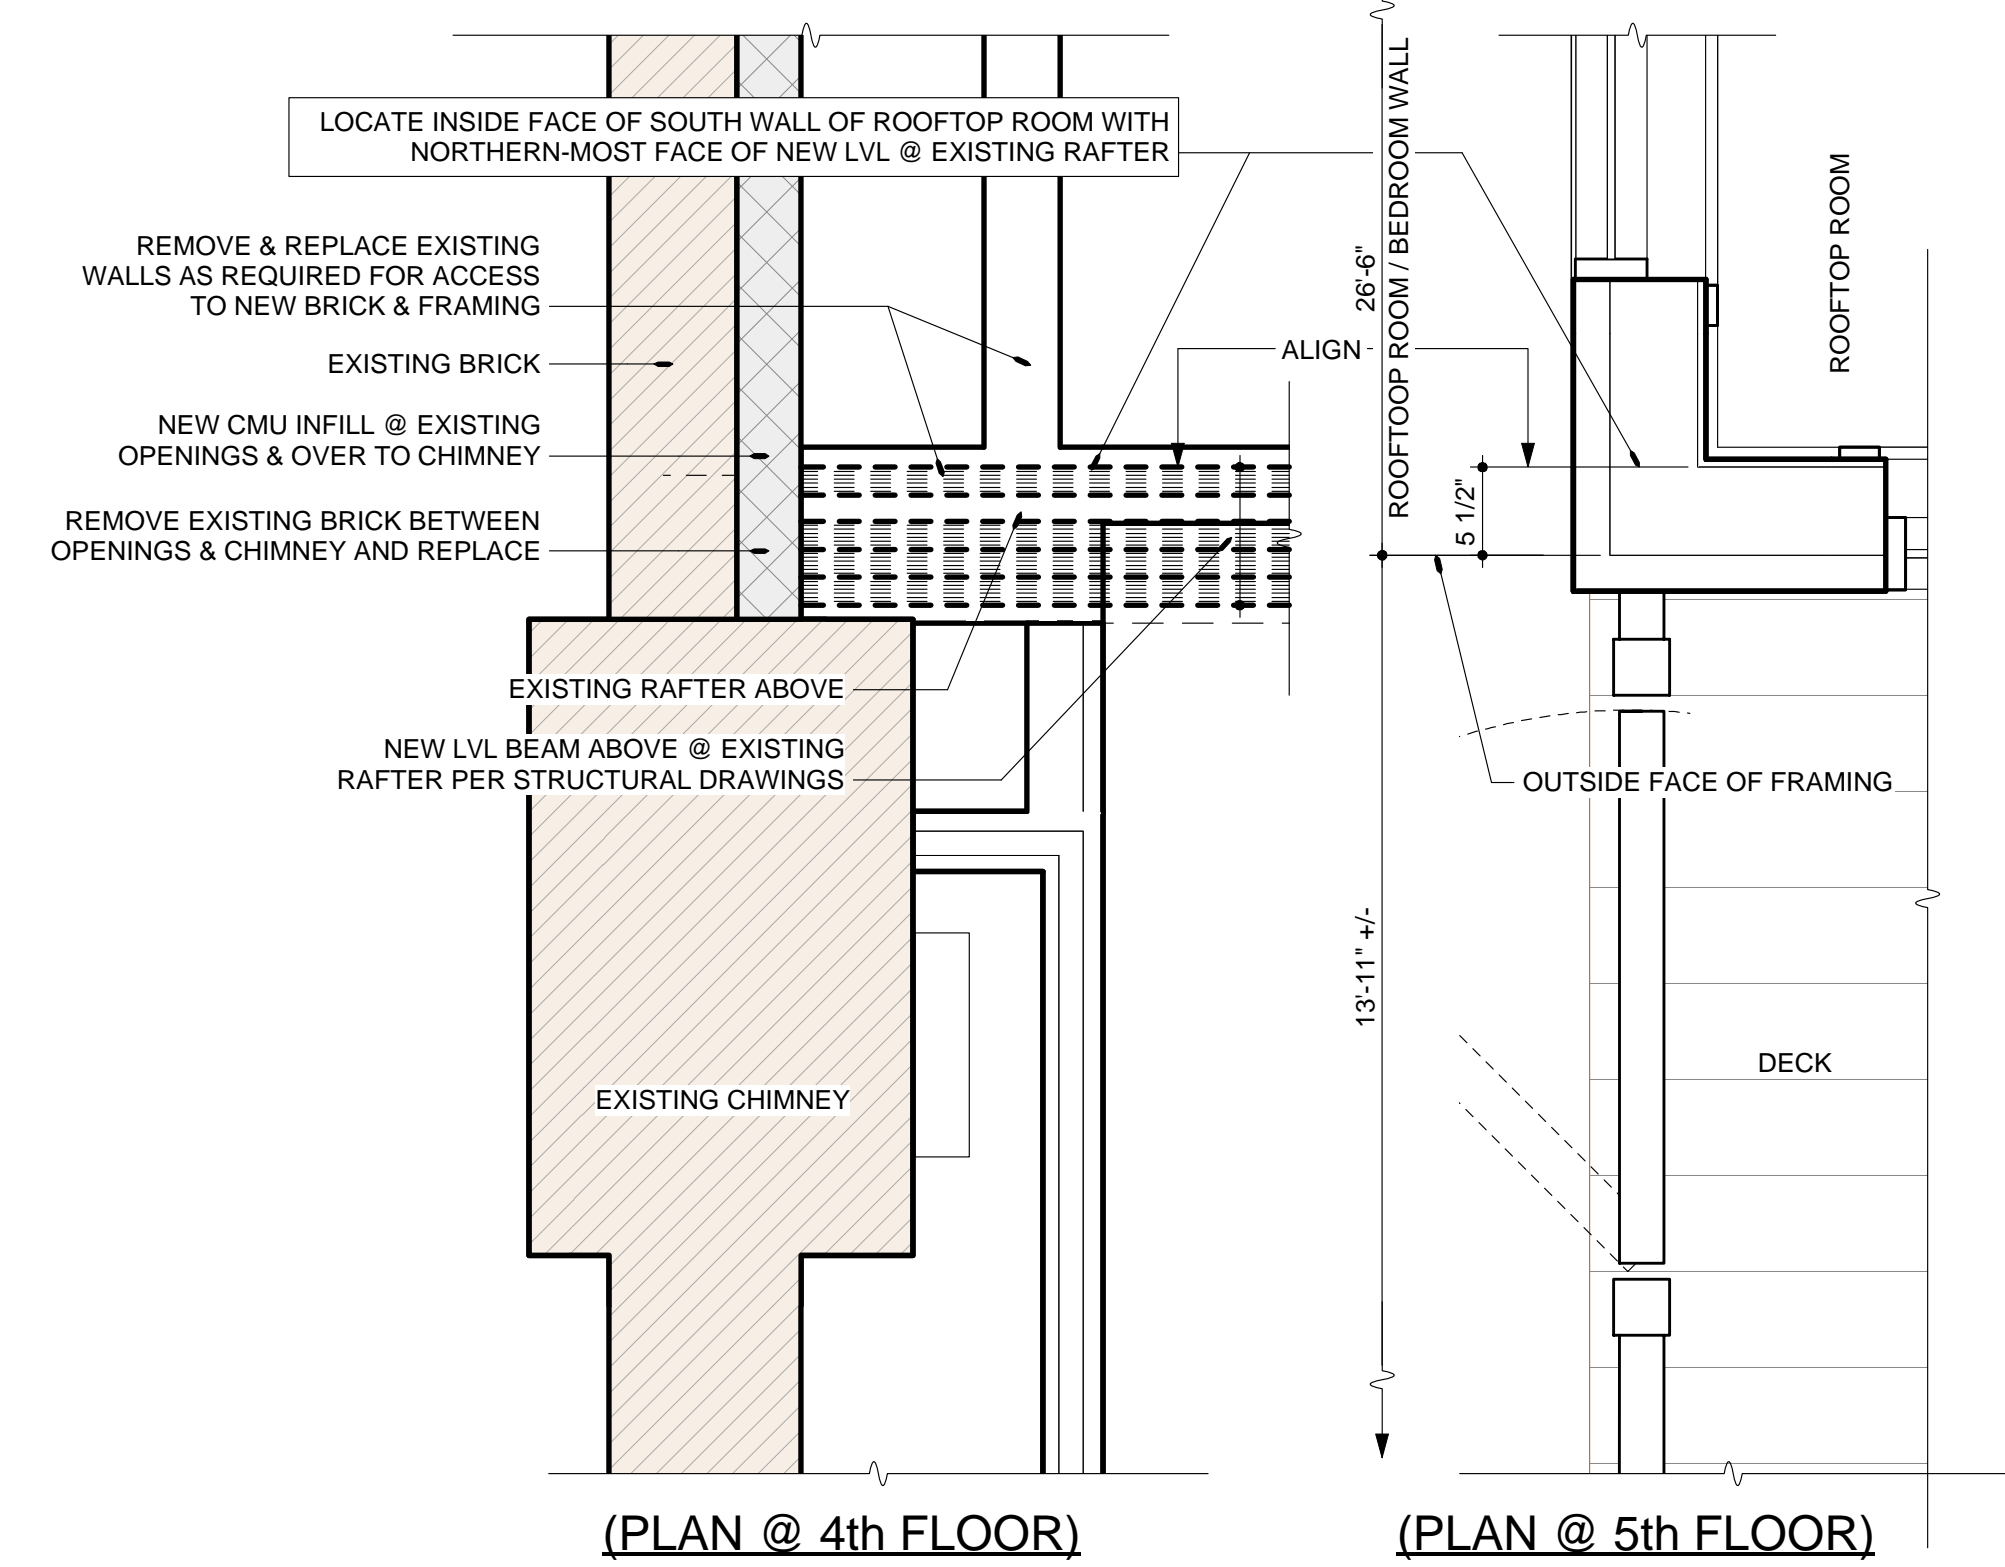 LOCATE INSIDE FACE OF SOUTH WALL OF ROOFTOP ROOM WITH
NORTHERN-MOST FACE OF NEW LVL @ EXISTING RAFTER
REMOVE & REPLACE EXISTING
WALLS AS REQUIRED FOR ACCESS
TO NEW BRICK & FRAMING
EXISTING BRICK
NEW CMU INFILL @ EXISTING
OPENINGS & OVER TO CHIMNEY
REMOVE EXISTING BRICK BETWEEN
OPENINGS & CHIMNEY AND REPLACE
EXISTING RAFTER ABOVE
NEW LVL BEAM ABOVE @ EXISTING
RAFTER PER STRUCTURAL DRAWINGS
EXISTING CHIMNEY
(PLAN @ 4th FLOOR)
26'-6"
ROOFTOOP ROOM / BEDROOM WALL
ALIGN
5 1/2"
13'-11" +/-
ROOFTOP ROOM
OUTSIDE FACE OF FRAMING
DECK
(PLAN @ 5th FLOOR)